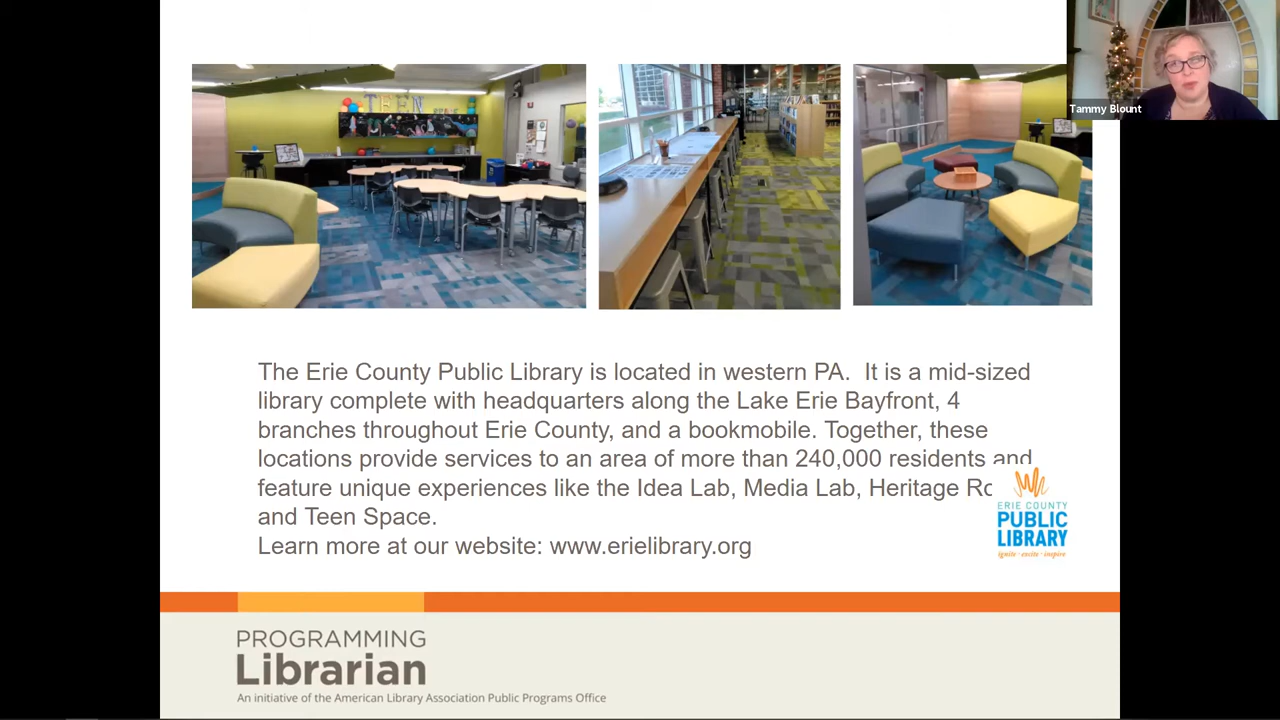 TEEN
Tammy Blount
The Erie County Public Library is located in western PA.  It is a mid-sized
library complete with headquarters along the Lake Erie Bayfront, 4
branches throughout Erie County, and a bookmobile. Together, these
locations provide services to an area of more than 240,000 residents and
feature unique experiences like the Idea Lab, Media Lab, Heritage Ro
and Teen Space.
Learn more at our website: www.erielibrary.org
ERIE COUNTY
PUBLIC
LIBRARY
ignite · excite · inspire
PROGRAMMING
Librarian
An initiative of the American Library Association Public Programs Office